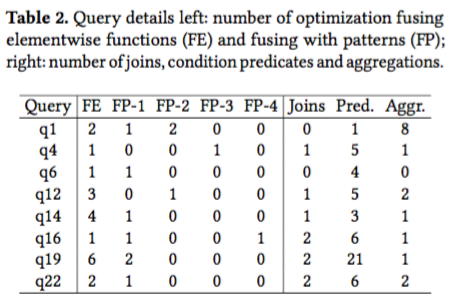 Table 2. Query details left: number of optimization fusing
elementwise functions (FE) and fusing with patterns (FP);
right: number of joins, condition predicates and aggregations.
Query FE FP-1 FP-2 FP-3 FP-4 Joins Pred. Aggr.
q1 2 1 2 0 0 0 1 8
q4 1 0 0 1 0 1 5 1
q6 1 1 0 0 0 0 4 0
q12 3 0 1 0 0 1 5 2
q14 4 1 0 0 0 1 3 1
q16 1 1 0 0 1 2 6 1
q19 6 2 0 0 0 2 21 1
q22 2 1 0 0 0 2 6 2